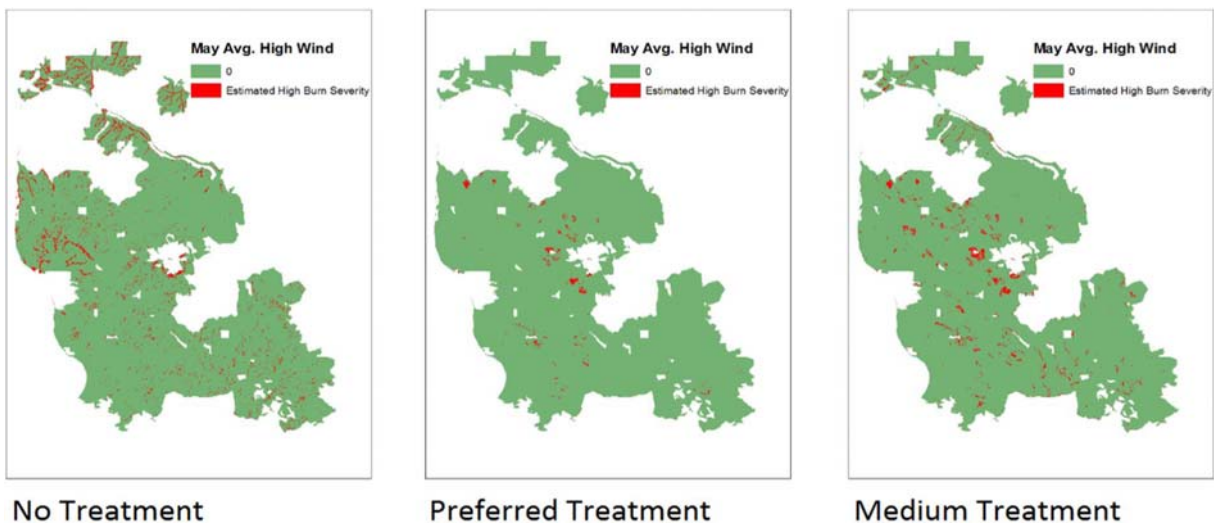 May Avg. High Wind
0
Estimated High Burn Severity
No Treatment
May Avg. High Wind
0
Estimated High Burn Severity
Preferred Treatment
May Avg. High Wind
0
Estimated High Burn Severity
Medium Treatment